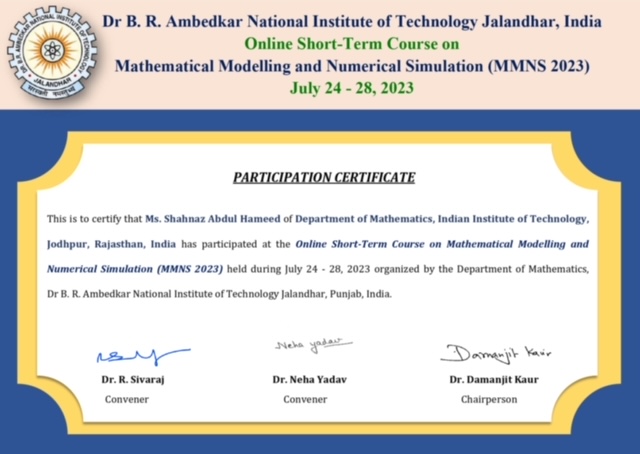 Dr B. R. Ambedkar National Institute of Technology Jalandhar, India
Online Short-Term Course on
Mathematical Modelling and Numerical Simulation (MMNS 2023)
July 24 - 28, 2023
JALANDHAR
PARTICIPATION CERTIFICATE
This is to certify that Ms. Shahnaz Abdul Hameed of Department of Mathematics, Indian Institute of Technology,
Jodhpur, Rajasthan, India has participated at the Online Short-Term Course on Mathematical Modelling and
Numerical Simulation (MMNS 2023) held during July 24 - 28, 2023 organized by the Department of Mathematics,
Dr B. R. Ambedkar National Institute of Technology Jalandhar, Punjab, India.
Neha yadav
Damanjit Kaur
Dr. R. Sivaraj
Dr. Neha Yadav
Dr. Damanjit Kaur
Convener
Convener
Chairperson